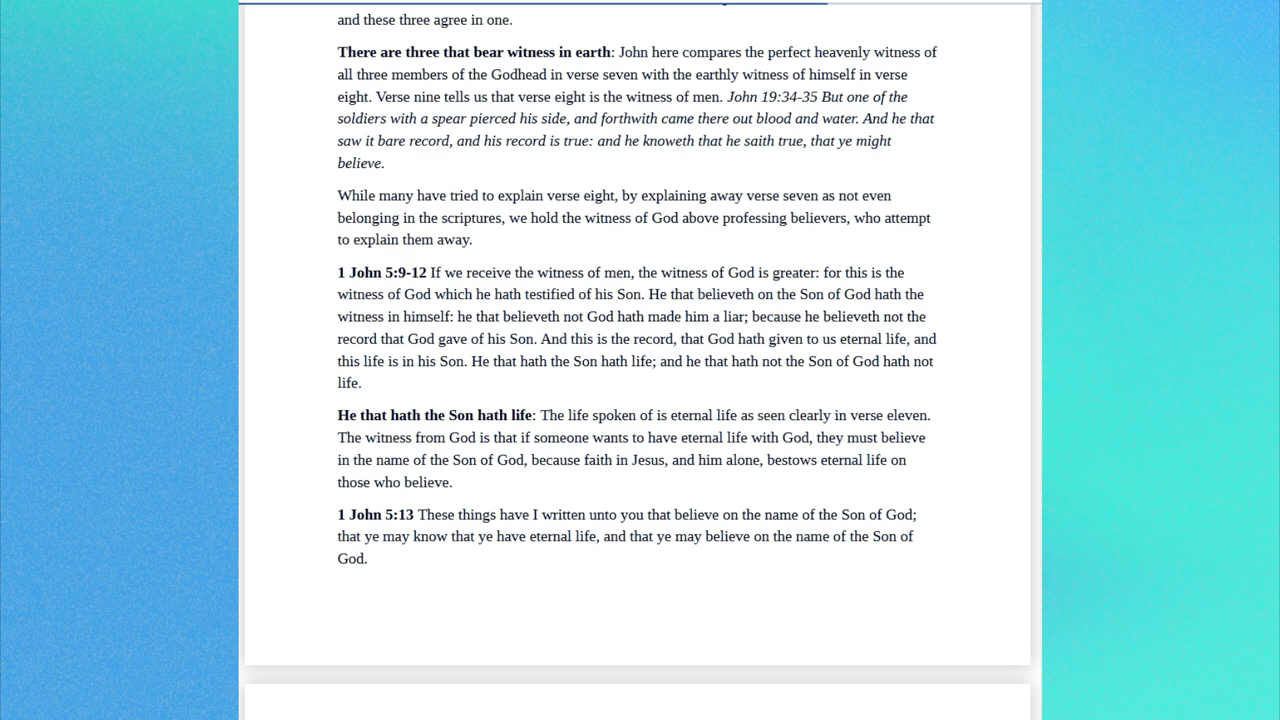 and these three agree in one.
There are three that bear witness in earth: John here compares the perfect heavenly witness of
all three members of the Godhead in verse seven with the earthly witness of himself in verse
eight. Verse nine tells us that verse eight is the witness of men. John 19:34-35 But one of the
soldiers with a spear pierced his side, and forthwith came there out blood and water. And he that
saw it bare record, and his record is true: and he knoweth that he saith true, that ye might
believe.
While many have tried to explain verse eight, by explaining away verse seven as not even
belonging in the scriptures, we hold the witness of God above professing believers, who attempt
to explain them away.
1 John 5:9-12 If we receive the witness of men, the witness of God is greater: for this is the
witness of God which he hath testified of his Son. He that believeth on the Son of God hath the
witness in himself: he that believeth not God hath made him a liar; because he believeth not the
record that God gave of his Son. And this is the record, that God hath given to us eternal life, and
this life is in his Son. He that hath the Son hath life; and he that hath not the Son of God hath not
life.
He that hath the Son hath life: The life spoken of is eternal life as seen clearly in verse eleven.
The witness from God is that if someone wants to have eternal life with God, they must believe
in the name of the Son of God, because faith in Jesus, and him alone, bestows eternal life on
those who believe.
1 John 5:13 These things have I written unto you that believe on the name of the Son of God;
that ye may know that ye have eternal life, and that ye may believe on the name of the Son of
God.